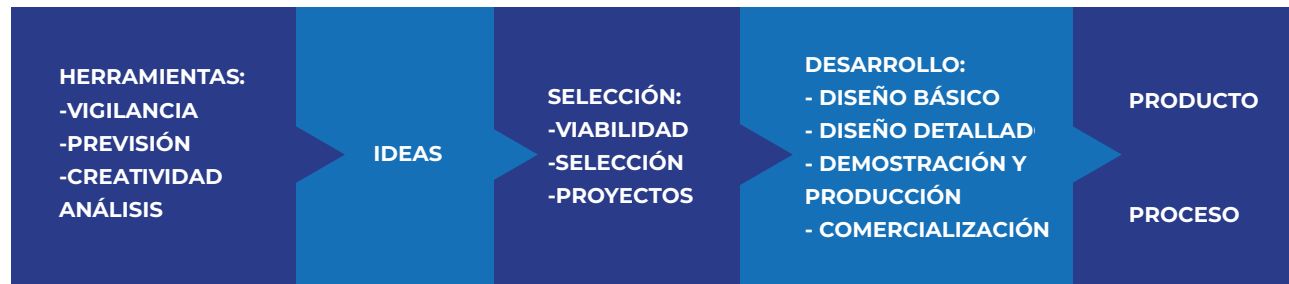 HERRAMIENTAS:
-VIGILANCIA
-PREVISIÓN
-CREATIVIDAD
ANÁLISIS
IDEAS
SELECCIÓN:
-VIABILIDAD
-SELECCIÓN
-PROYECTOS
DESARROLLO:
- DISEÑO BÁSICO
- DISEÑO DETALLAD
- DEMOSTRACIÓN Y
PRODUCCIÓN
- COMERCIALIZACIÓN
PRODUCTO
PROCESO